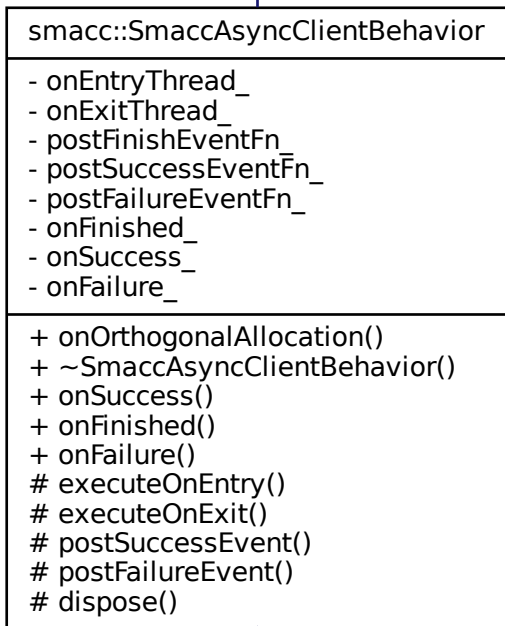 smacc::SmaccAsyncClientBehavior
- onEntryThread_
- onExitThread_
- postFinishEventFn_
- postSuccessEventFn_
- postFailureEventFn_
- onFinished_
- onSuccess_
- onFailure_
+ onOrthogonalAllocation()
+ ~SmaccAsyncClientBehavior()
+ onSuccess()
+ onFinished()
+ onFailure()
# executeOnEntry()
# executeOnExit()
# postSuccessEvent()
# postFailureEvent()
# dispose()